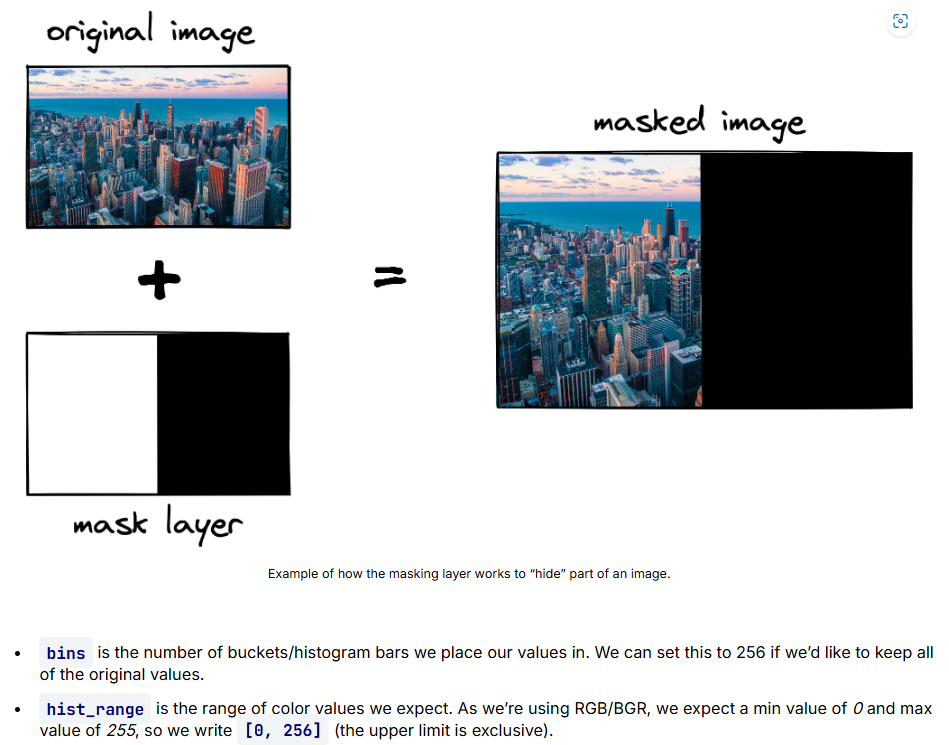 original image
masked image
+
=
mask layer
Example of how the masking layer works to “hide” part of an image.
• bins is the number of buckets/histogram bars we place our values in. We can set this to 256 if we’d like to keep all
of the original values.
• hist_range is the range of color values we expect. As we’re using RGB/BGR, we expect a min value of 0 and max
value of 255, so we write [0, 256] (the upper limit is exclusive).